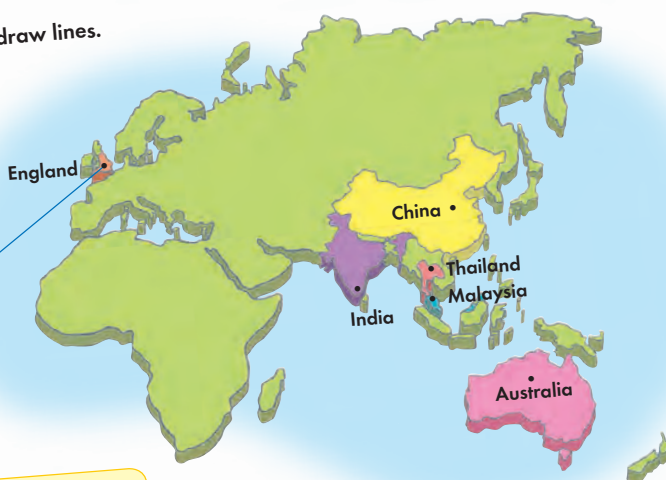 draw lines.
England
China
Thailand
Malaysia
India
Australia